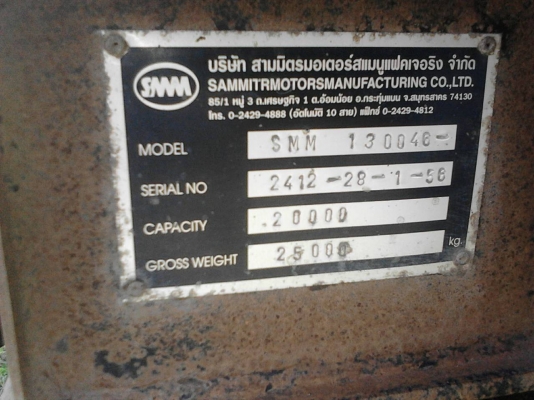 SMM
บริษัท สามมิตรมอเตอร์สแมนูแฟคเจอริง จำกัด
SAMMITRMOTORSMANUFACTURING CO.,LTD.
85/1 หมู่ 3 ถ.เศรษฐกิจ 1 ต.อ้อมน้อย อ.กระทุ่มแบน จ.สมุทรสาคร 74130
โทร. 0-2429-4888 (อัตโนมัติ 10 สาย) แฟ็กซ์ 0-2429-4812
MODEL SMM 130046-
SERIAL NO 2412-28-1-56
CAPACITY 20000
GROSS WEIGHT 25000 kg.